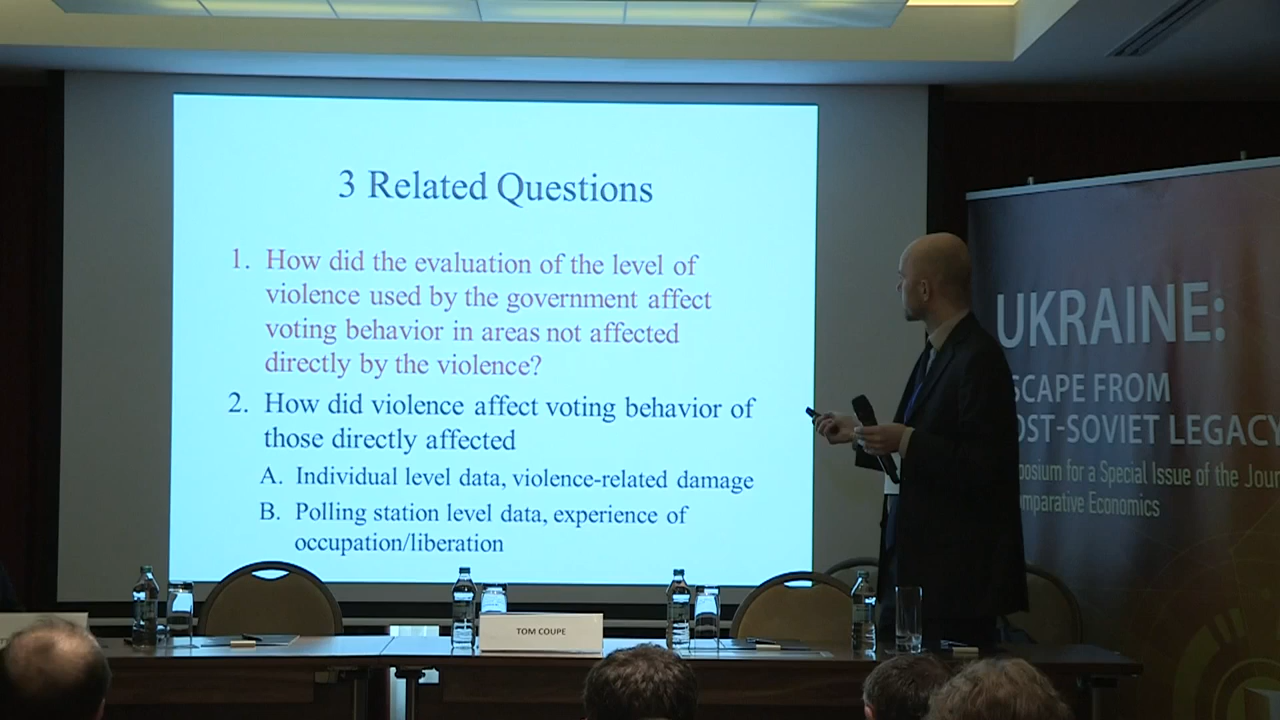 3 Related Questions
1. How did the evaluation of the level of
violence used by the government affect
voting behavior in areas not affected
directly by the violence?
2. How did violence affect voting behavior of
those directly affected
A. Individual level data, violence-related damage
B. Polling station level data, experience of
occupation/liberation
TOM COUPE
UKRAINE:
SCAPE FROM
OST-SOVIET LEGACY
posium for a Special Issue of the Jour
mparative Economics